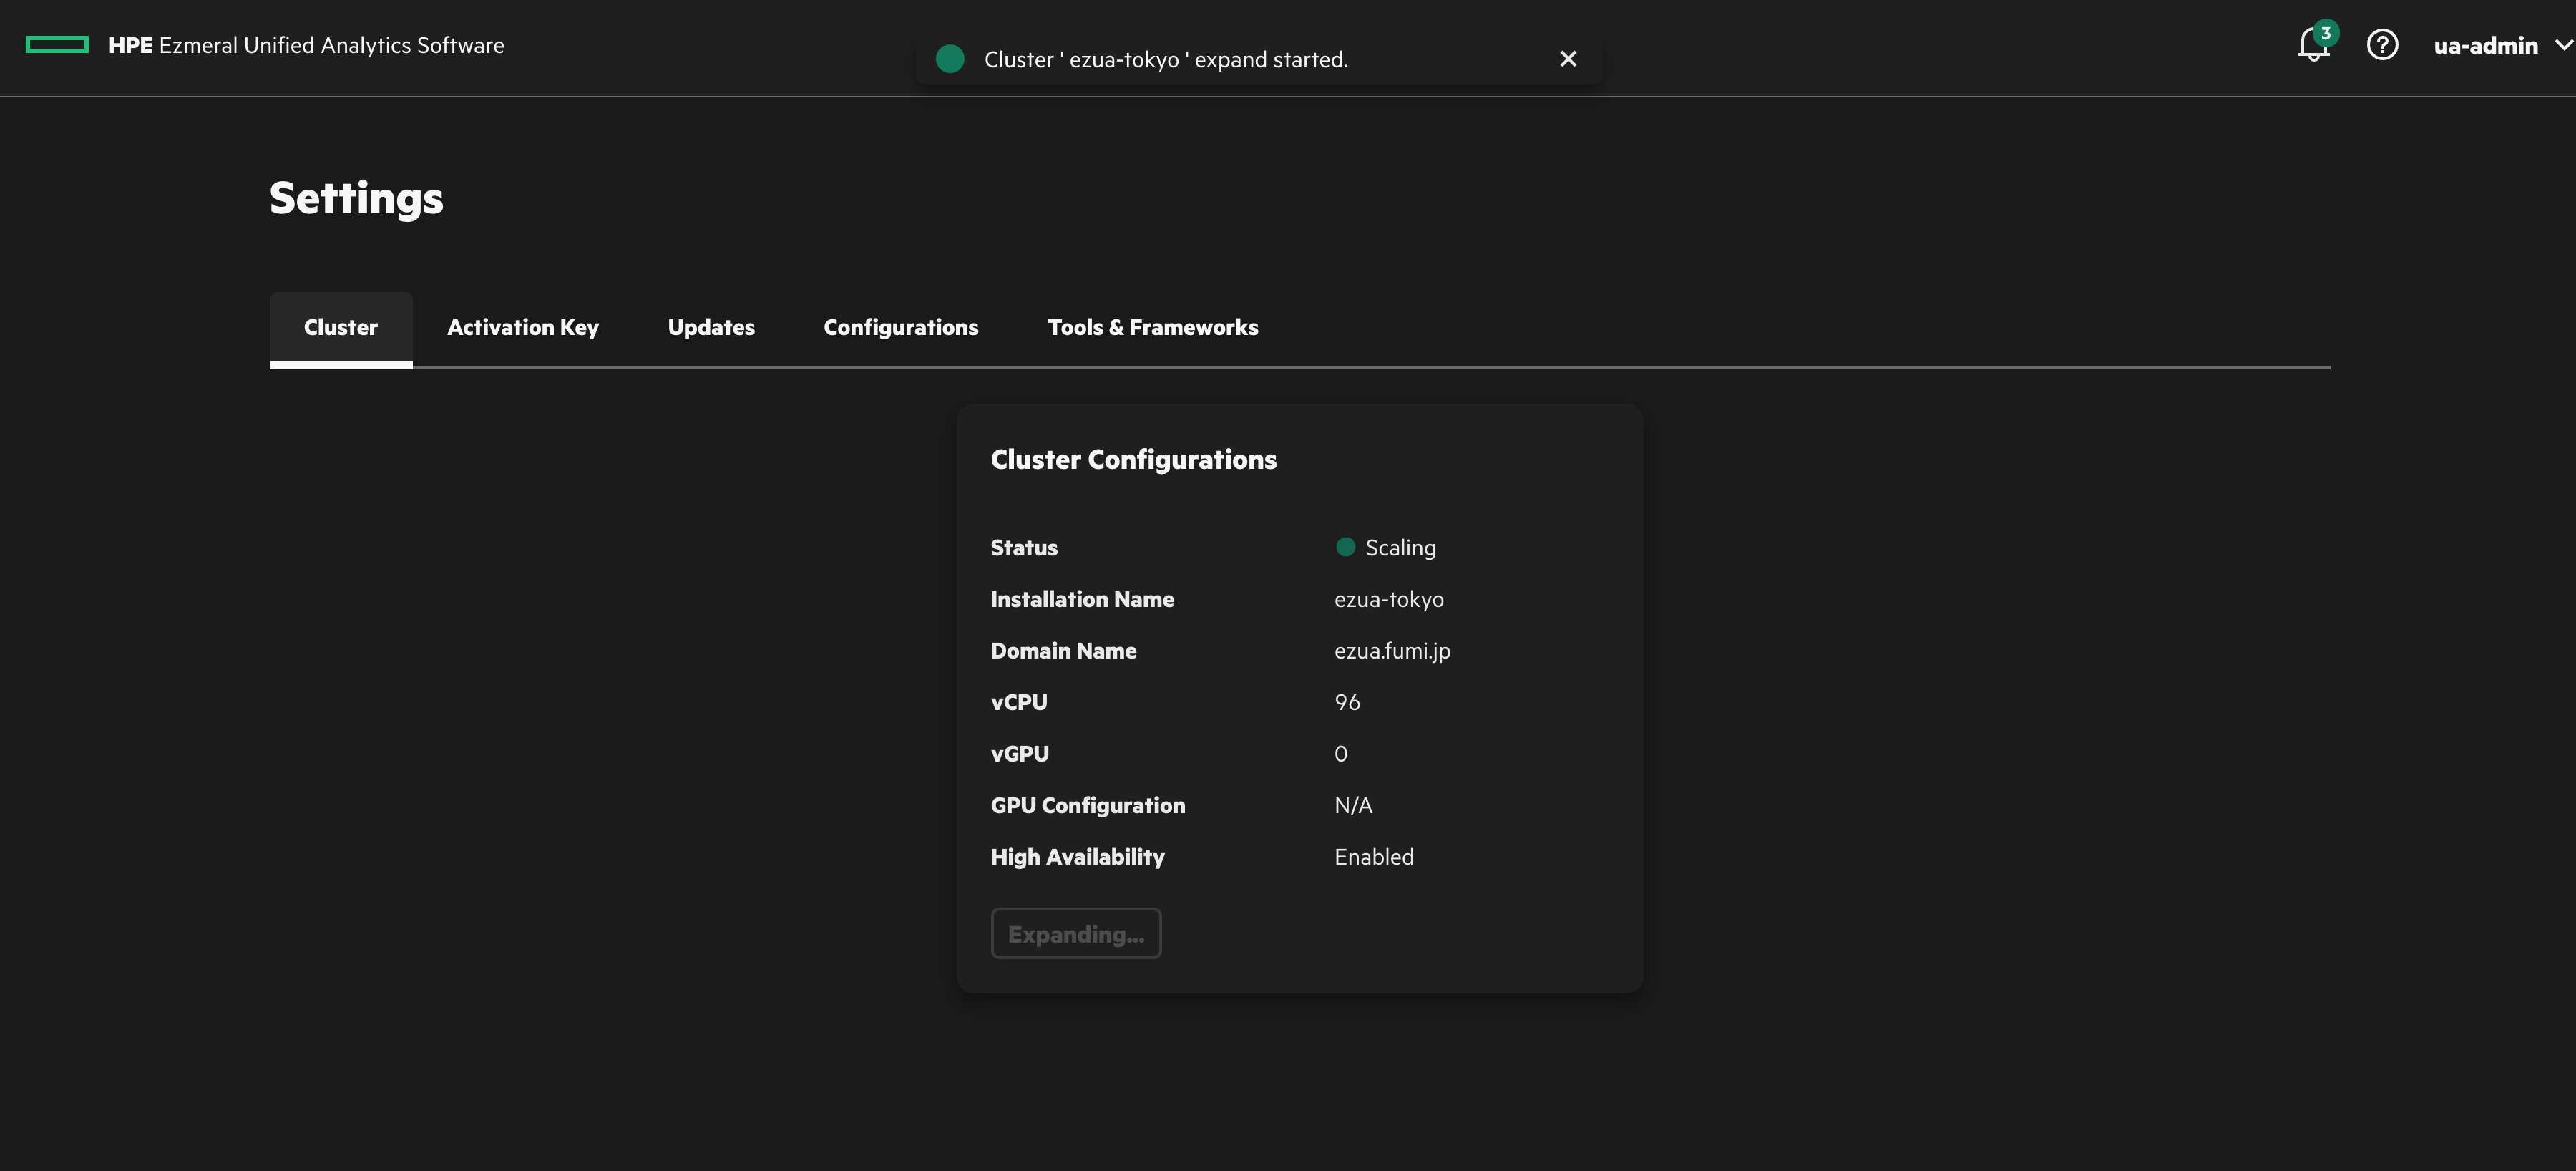 HPE Ezmeral Unified Analytics Software
Cluster ' ezua-tokyo ' expand started.
3
?
ua-admin
Settings
Cluster
Activation Key
Updates
Configurations
Tools & Frameworks
Cluster Configurations
Status Scaling
Installation Name ezua-tokyo
Domain Name ezua.fumi.jp
vCPU 96
vGPU 0
GPU Configuration N/A
High Availability Enabled
Expanding...